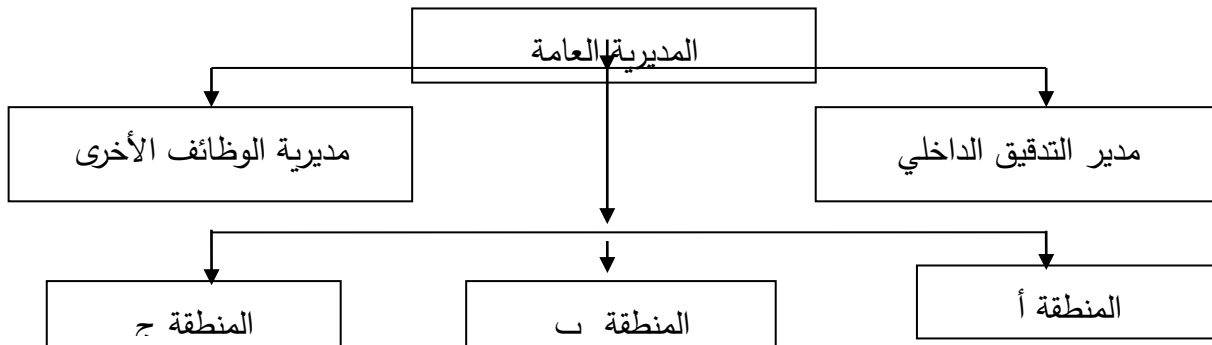 المديرية العامة
مدير التدقيق الداخلي
مديرية الوظائف الأخرى
المنطقة أ
المنطقة ب
المنطقة ج